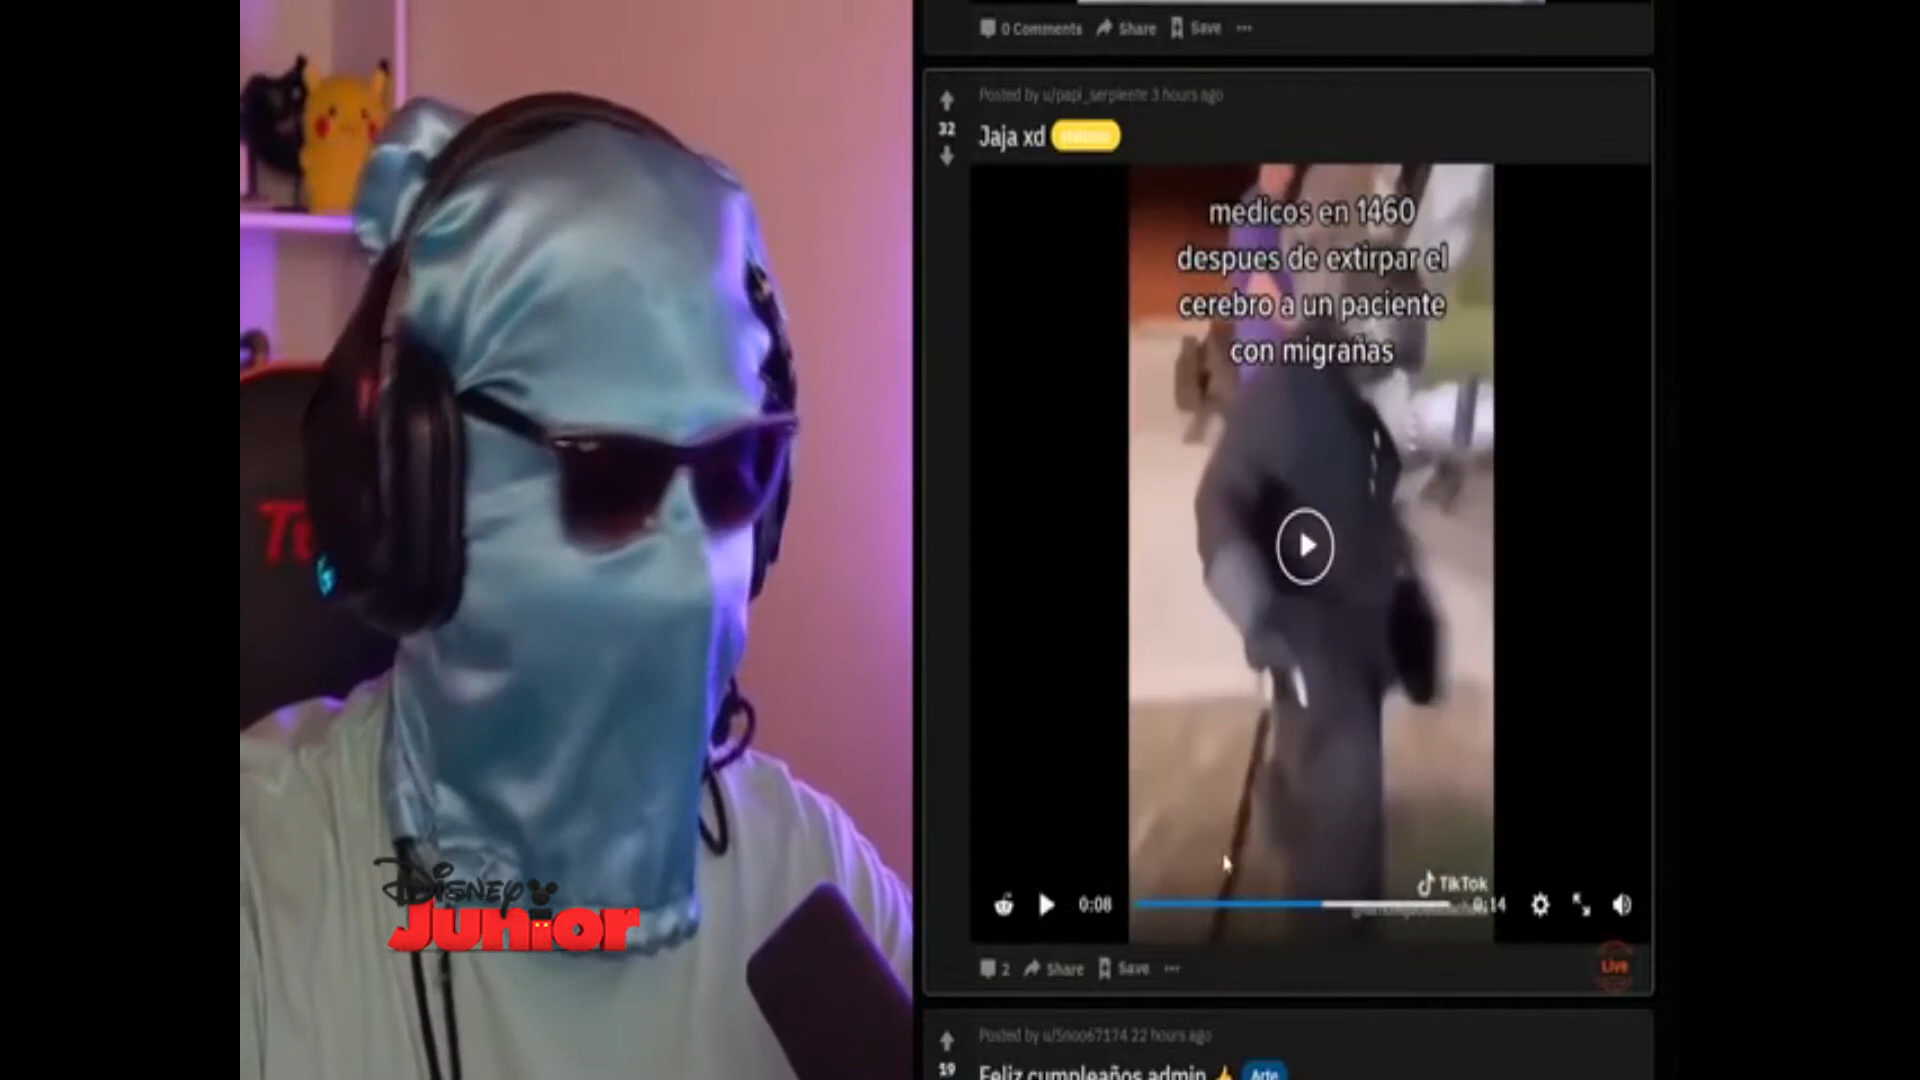 0 Comments Share Save ...
Posted by u/papi_serpiente 3 hours ago
32
Jaja xd
medicos en 1460
despues de extirpar el
cerebro a un paciente
con migrañas
TikTok
0:08
0:14
2 Share Save ...
Live
Posted by u/Snoo67174 22 hours ago
19
Feliz cumpleaños admin 👍 Arte
DISNEY
JUNIOR